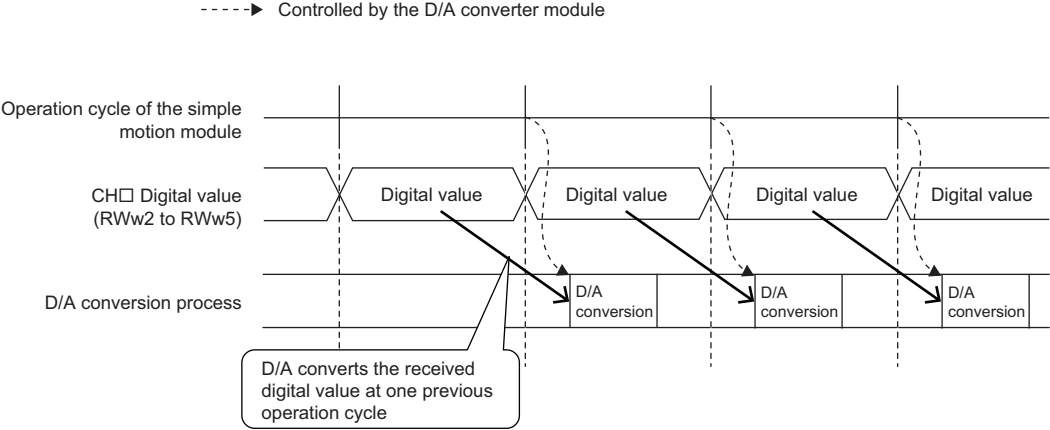 Controlled by the D/A converter module
Operation cycle of the simple
motion module
CH□ Digital value
(RWw2 to RWw5)
Digital value
Digital value
Digital value
Digital value
D/A conversion process
D/A
conversion
D/A
conversion
D/A
conversion
D/A converts the received
digital value at one previous
operation cycle